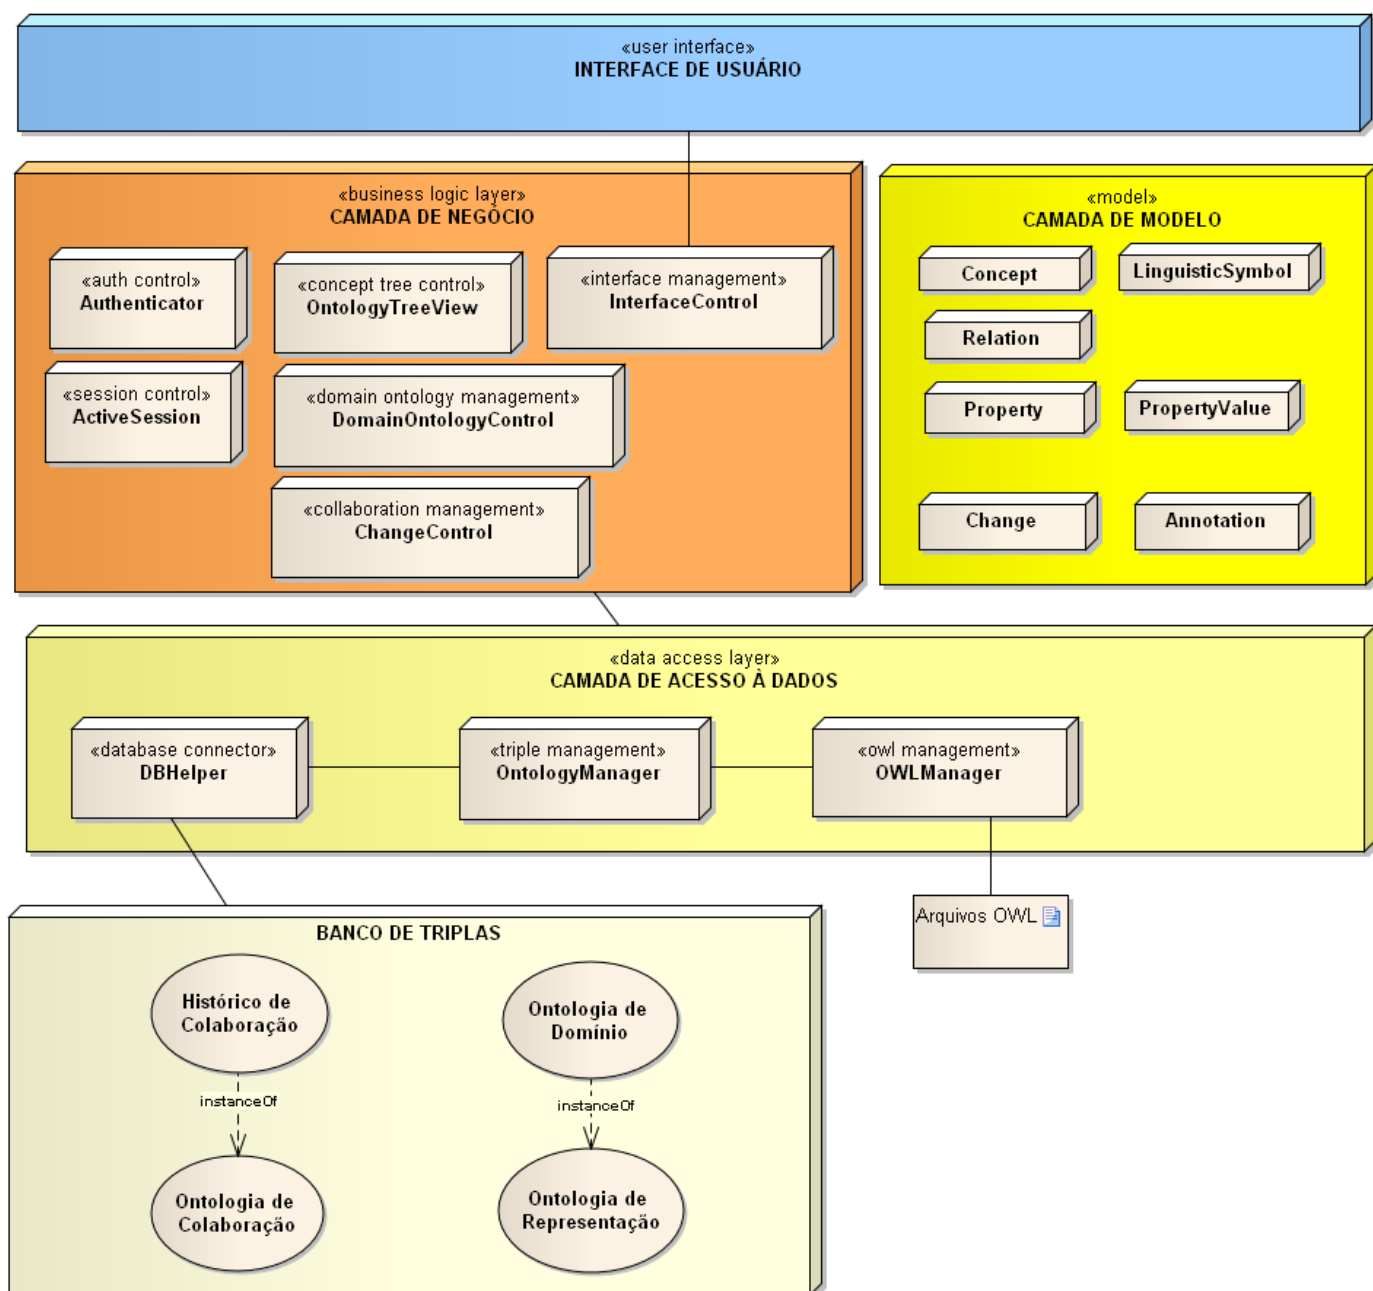 «user interface»
INTERFACE DE USUÁRIO
«business logic layer»
CAMADA DE NEGÓCIO
«auth control»
Authenticator
«concept tree control»
OntologyTreeView
«interface management»
InterfaceControl
«session control»
ActiveSession
«domain ontology management»
DomainOntologyControl
«collaboration management»
ChangeControl
«model»
CAMADA DE MODELO
Concept
LinguisticSymbol
Relation
Property
PropertyValue
Change
Annotation
«data access layer»
CAMADA DE ACESSO À DADOS
«database connector»
DBHelper
«triple management»
OntologyManager
«owl management»
OWLManager
Arquivos OWL
BANCO DE TRIPLAS
Histórico de
Colaboração
Ontologia de
Domínio
instanceOf
instanceOf
Ontologia de
Colaboração
Ontologia de
Representação